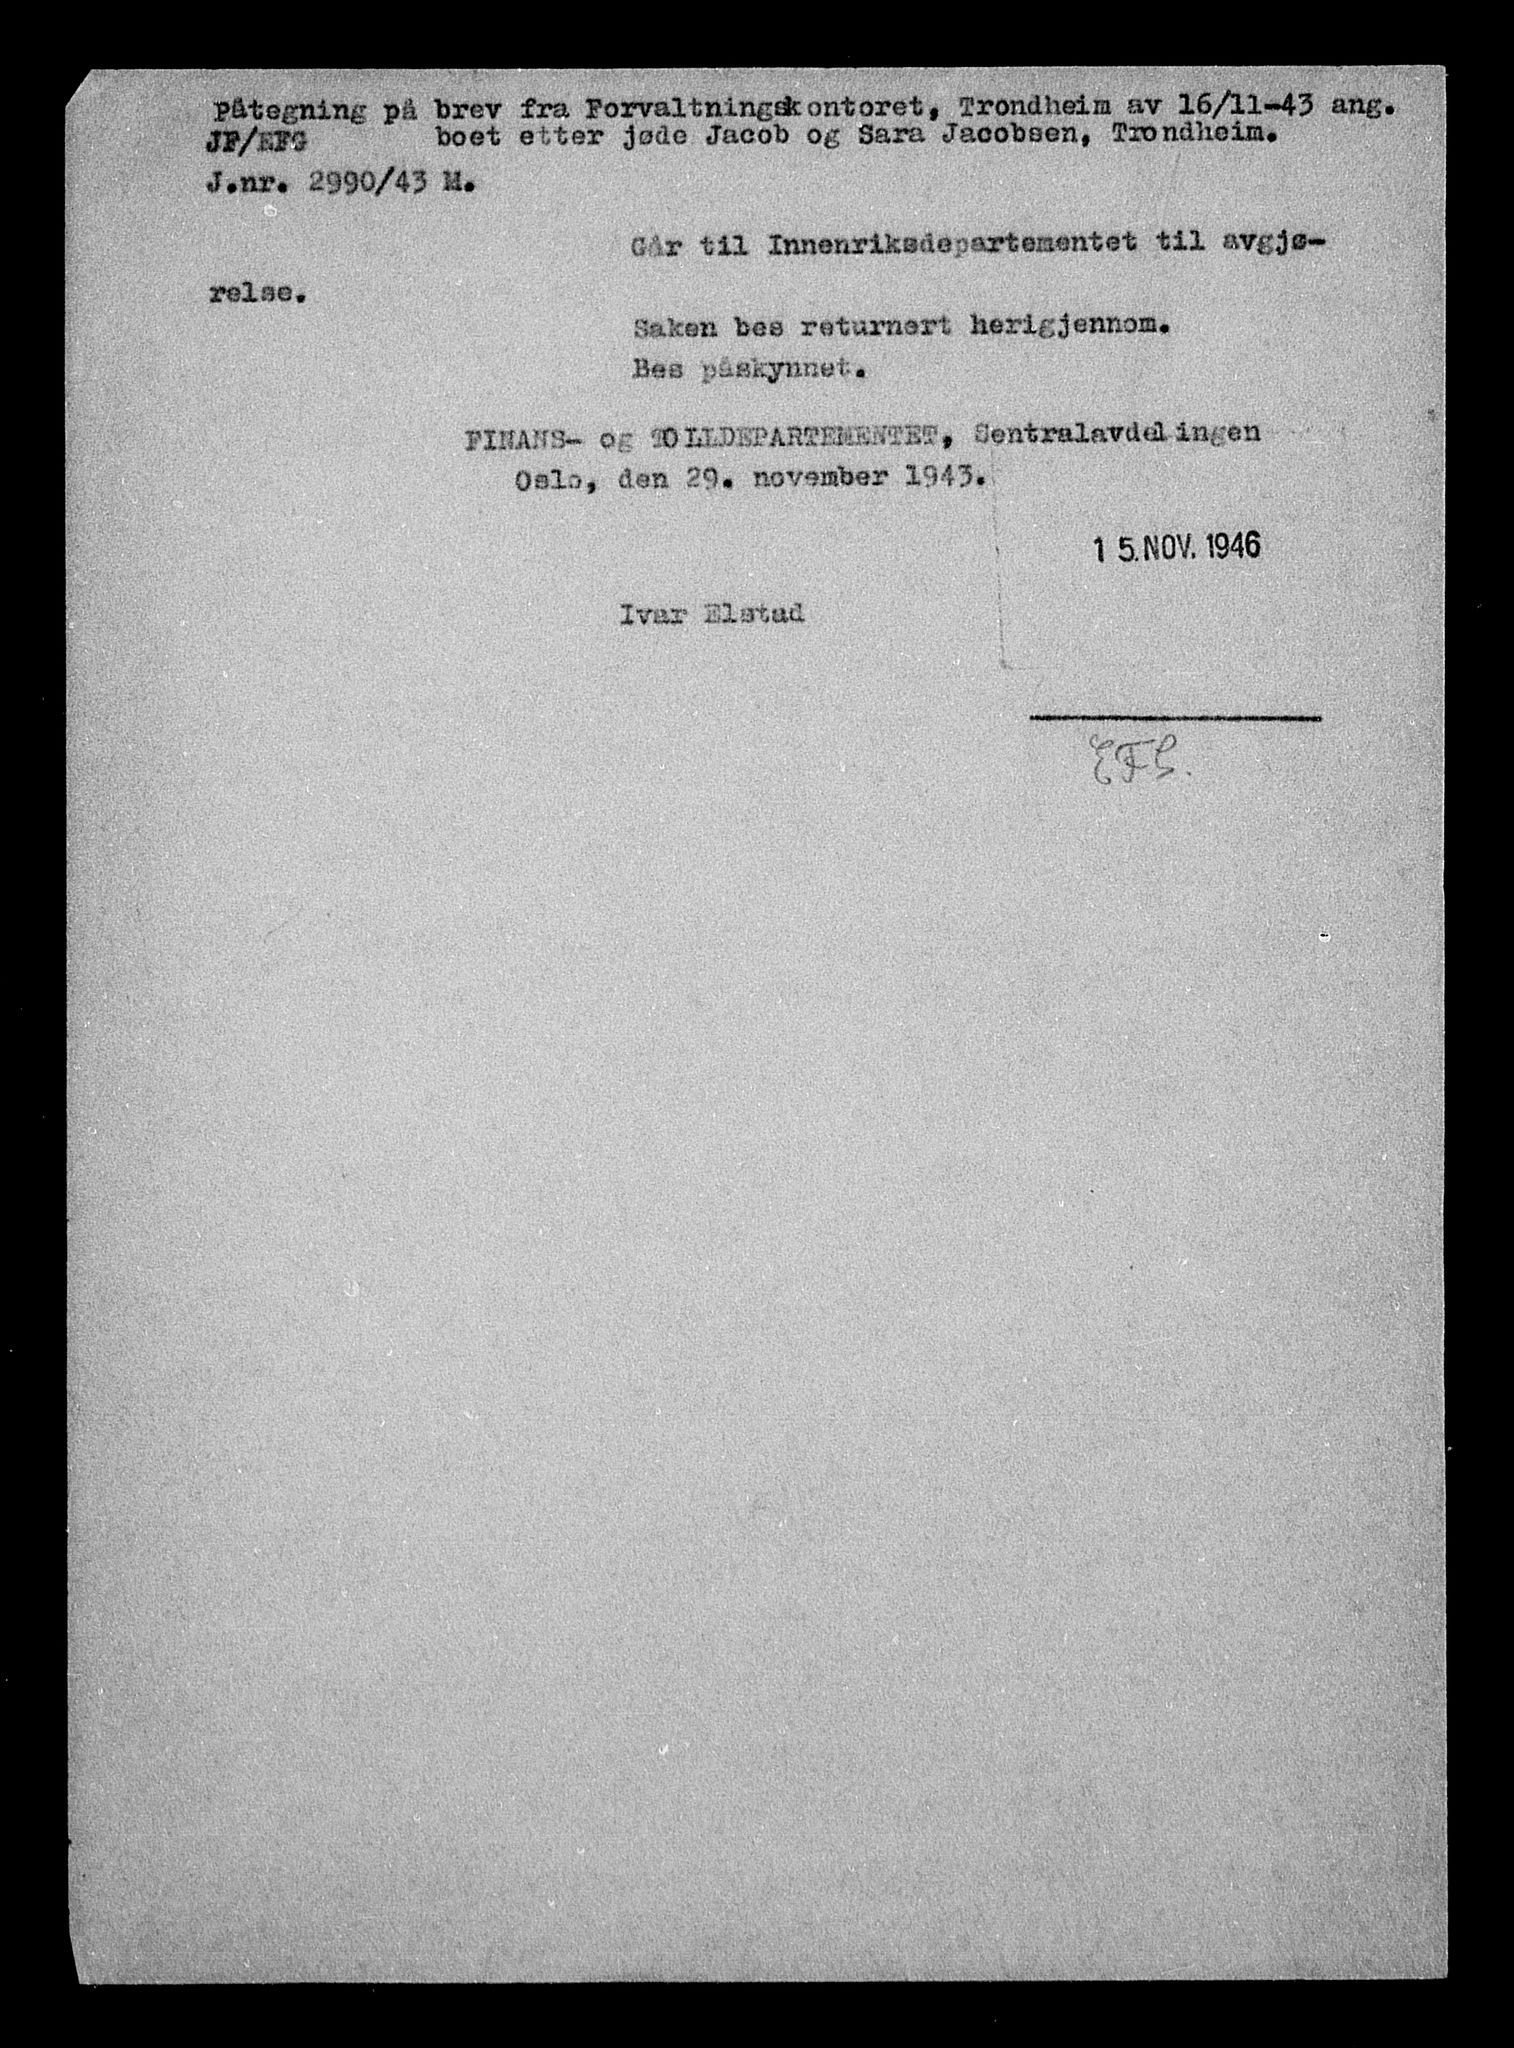 Påtegning på brev fra Forvaltningskontoret, Trondheim av 16/11-43 ang.
JF/EFG boet etter jøde Jacob og Sara Jacobsen, Trondheim.
J.nr. 2990/43 M.
Går til Innenriksdepartementet til avgjø-
relse.
Saken bes returnert herigjennom.
Bes påskynnet.
FINANS- og TOLLDEPARTEMENTET, Sentralavdelingen
Oslo, den 29. november 1943.
15. NOV. 1946
Ivar Elstad
EFG.